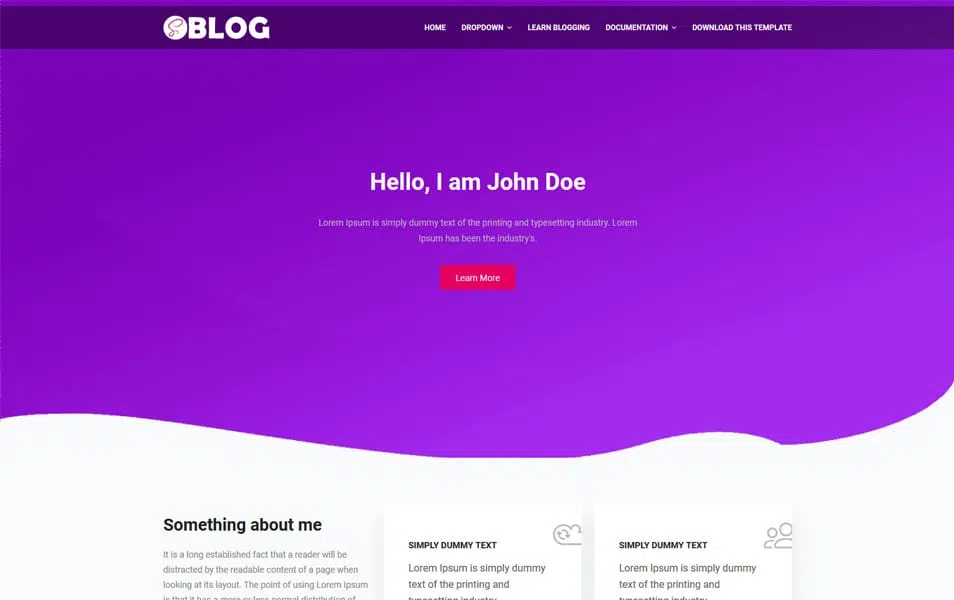 BLOG
HOME DROPDOWN LEARN BLOGGING DOCUMENTATION DOWNLOAD THIS TEMPLATE
Hello, I am John Doe
Lorem Ipsum is simply dummy text of the printing and typesetting industry. Lorem
Ipsum has been the industry's.
Learn More
Something about me
It is a long established fact that a reader will be
distracted by the readable content of a page when
looking at its layout. The point of using Lorem Ipsum
is that it has a more-or-less normal distribution of
SIMPLY DUMMY TEXT
Lorem Ipsum is simply dummy
text of the printing and
typesetting industry.
SIMPLY DUMMY TEXT
Lorem Ipsum is simply dummy
text of the printing and
typesetting industry.